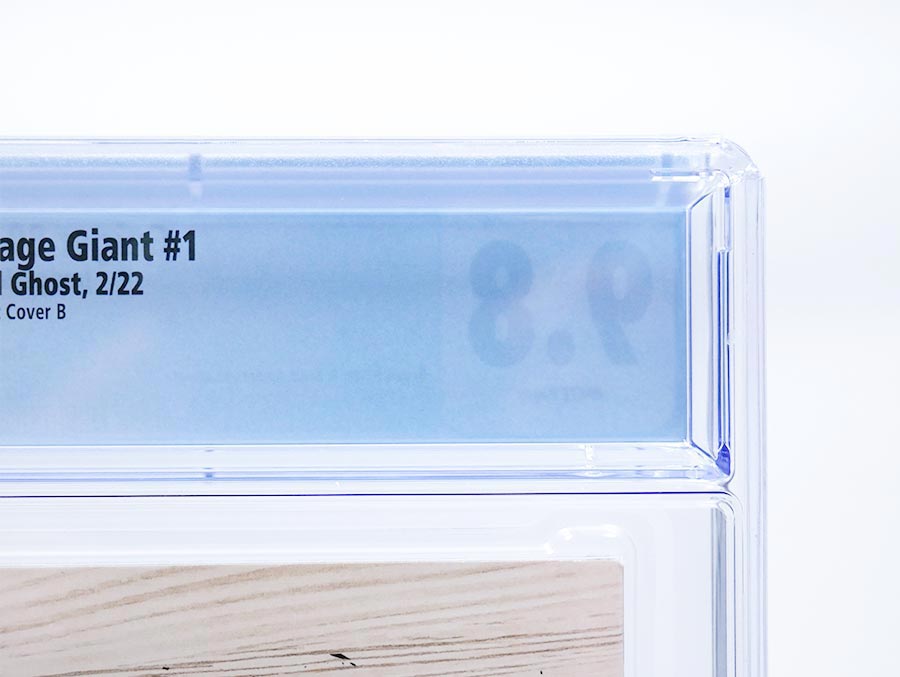 age Giant #1
l Ghost, 2/22
: Cover B
9.8